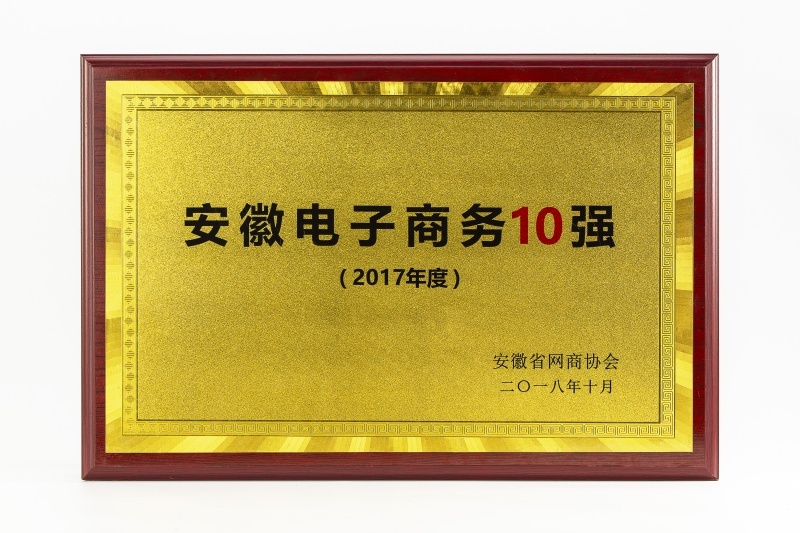 安徽电子商务10强
（2017年度）
安徽省网商协会
二〇一八年十月